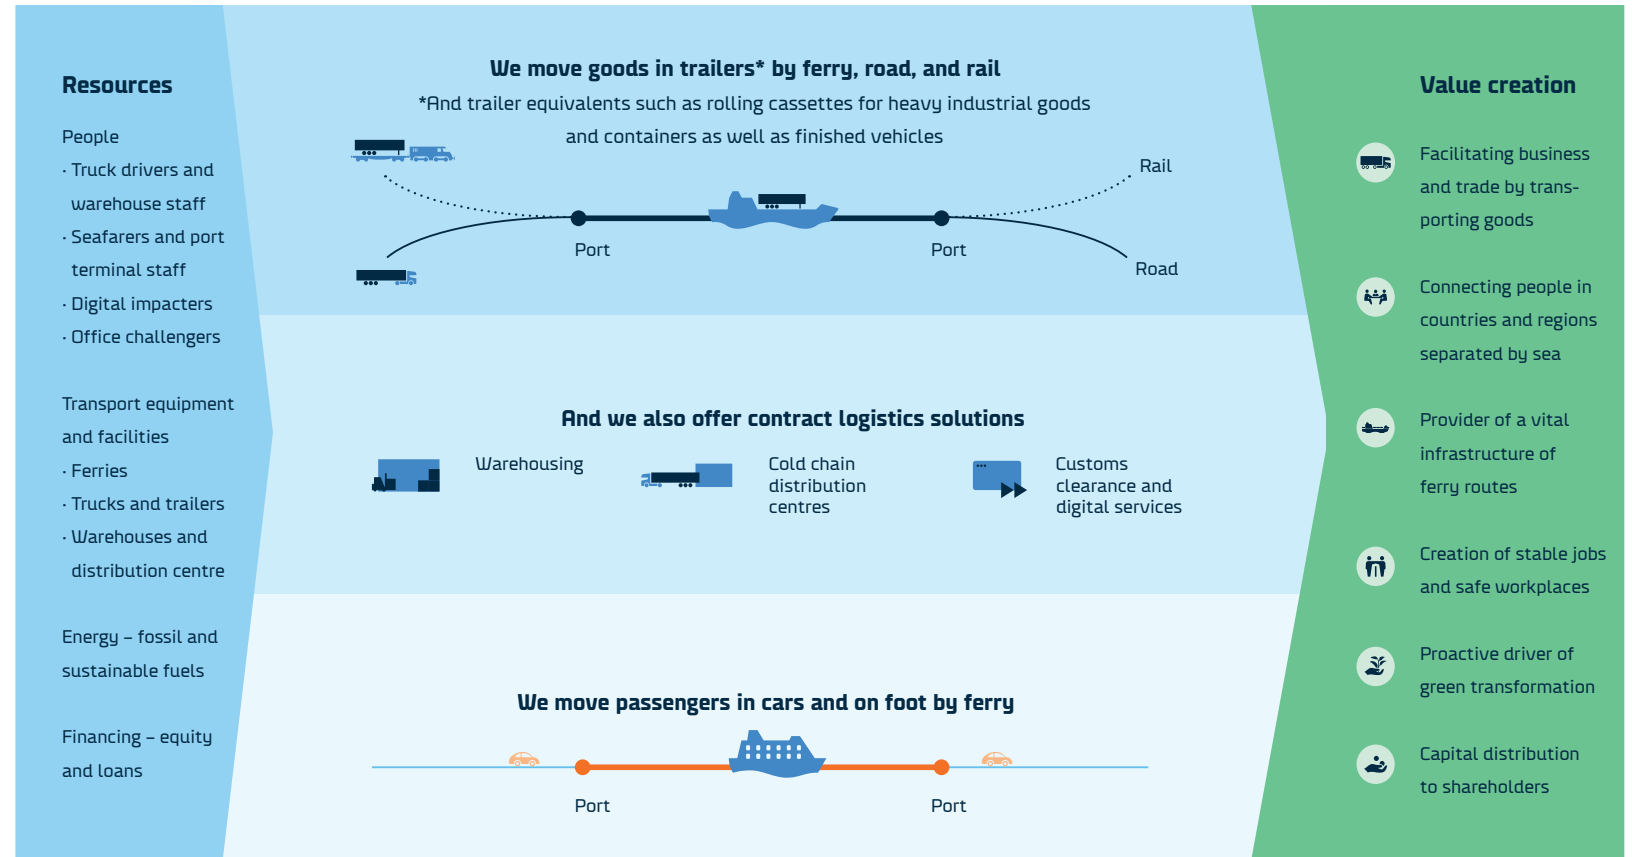 Resources
People
· Truck drivers and
warehouse staff
· Seafarers and port
terminal staff
· Digital impacters
· Office challengers
Transport equipment
and facilities
· Ferries
· Trucks and trailers
· Warehouses and
distribution centre
Energy – fossil and
sustainable fuels
Financing – equity
and loans
We move goods in trailers* by ferry, road, and rail
*And trailer equivalents such as rolling cassettes for heavy industrial goods
and containers as well as finished vehicles
Rail
Port
Port
Road
And we also offer contract logistics solutions
Warehousing
Cold chain
distribution
centres
Customs
clearance and
digital services
We move passengers in cars and on foot by ferry
Port
Port
Value creation
Facilitating business
and trade by trans-
porting goods
Connecting people in
countries and regions
separated by sea
Provider of a vital
infrastructure of
ferry routes
Creation of stable jobs
and safe workplaces
Proactive driver of
green transformation
Capital distribution
to shareholders